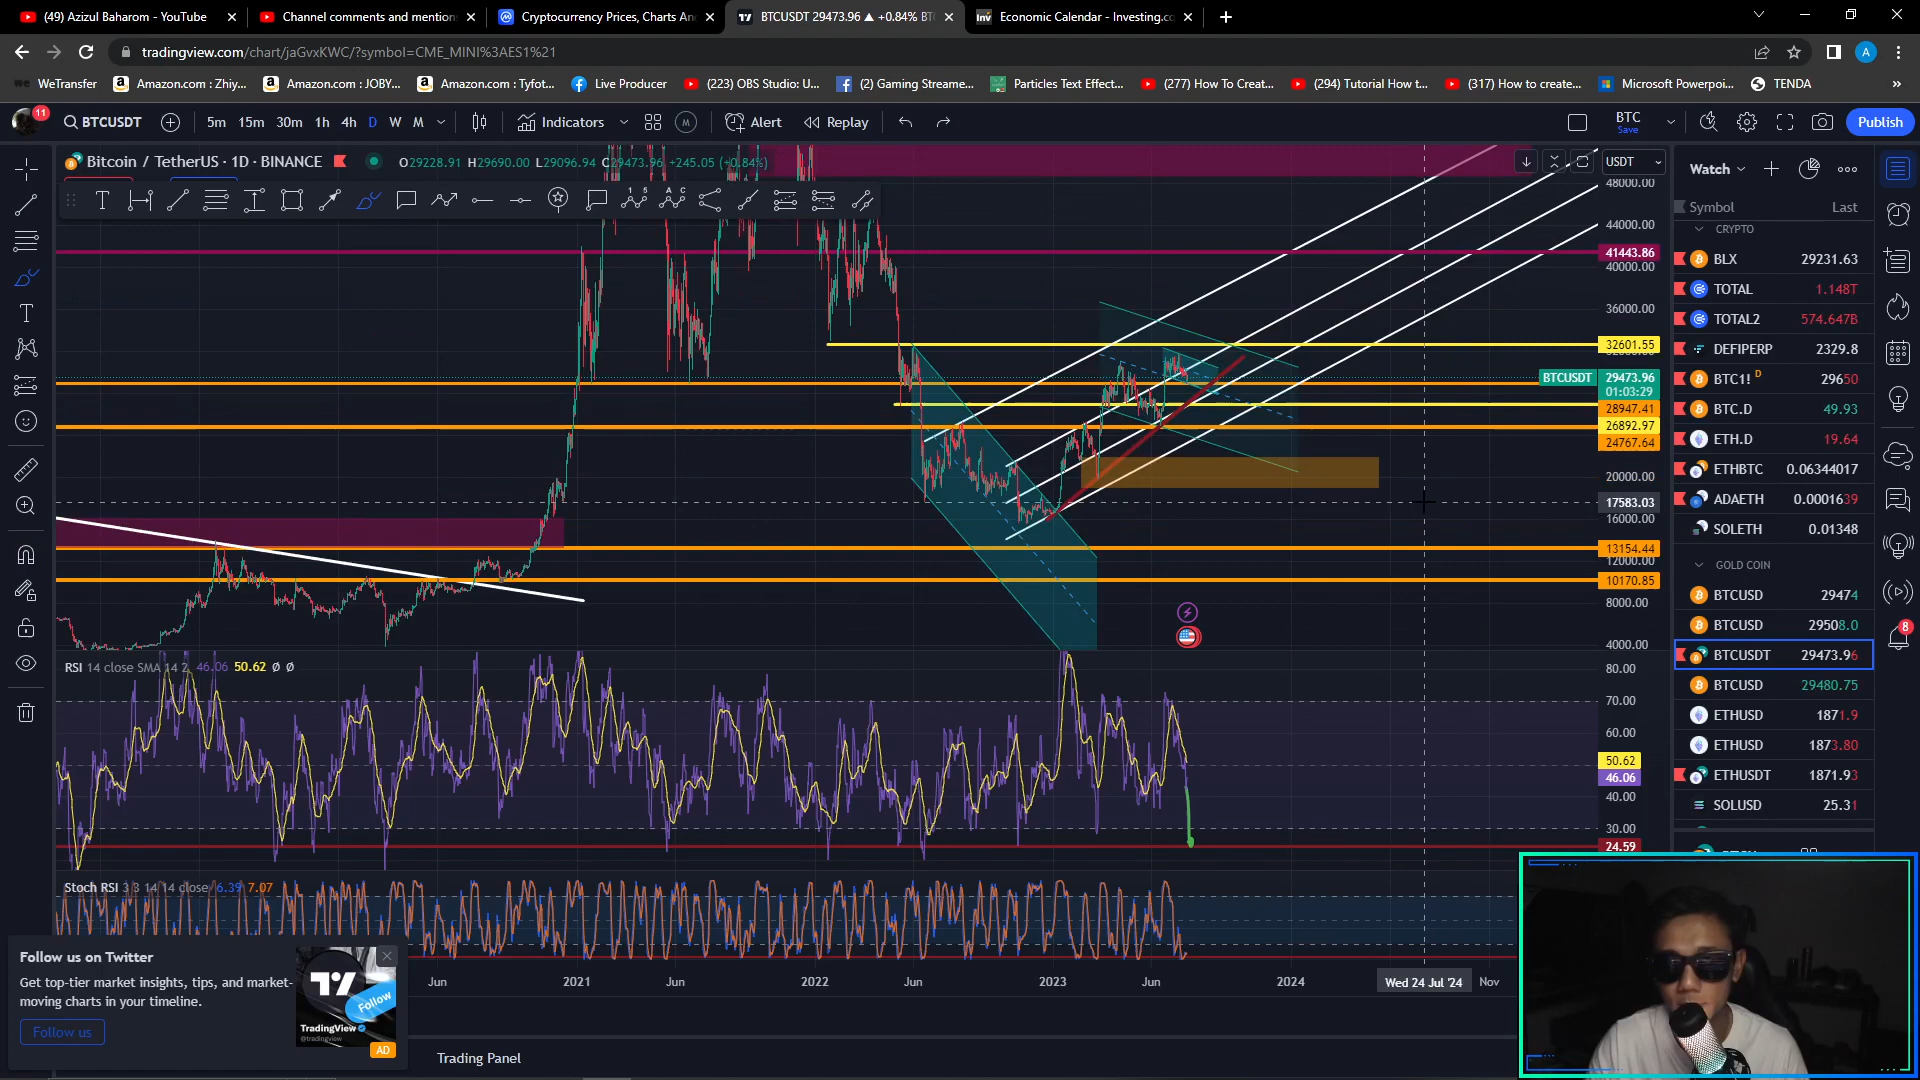 (49) Azizul Baharom - YouTube
Channel comments and mention
Cryptocurrency Prices, Charts An
BTCUSDT 29473.96 ▲ +0.84% BT
Economic Calendar - Investing.co
tradingview.com/chart/jaGvxKWC/?symbol=CME_MINI%3AES1%21
WeTransfer
Amazon.com : Zhiy...
Amazon.com: JOBY...
Amazon.com : Tyfot...
Live Producer
(223) OBS Studio: U...
(2) Gaming Streame...
Particles Text Effect...
(277) How To Creat...
(294) Tutorial How t...
(317) How to create...
Microsoft Powerpoi...
TENDA
11
BTCUSDT
5m 15m 30m 1h 4h D W M
Indicators
Alert
Replay
BTC
Save
Publish
Bitcoin / TetherUS · 1D · BINANCE
O29228.91 H29690.00 L29096.94 C29473.96 +245.05 (+0.84%)
USDT
48000.00
44000.00
41443.86
40000.00
36000.00
32601.55
BTCUSDT 29473.96
01:03:29
28947.41
26892.97
24767.64
20000.00
17583.03
16000.00
13154.44
12000.00
10170.85
8000.00
4000.00
RSI 14 close SMA 14 2 46.06 50.62 Ø Ø
80.00
70.00
60.00
50.62
46.06
40.00
30.00
24.59
Stoch RSI 3 3 14 14 close 6.39 7.07
Jun 2021 Jun 2022 Jun 2023 Jun 2024 Wed 24 Jul '24 Nov
Follow us on Twitter
Get top-tier market insights, tips, and market-
moving charts in your timeline.
Follow us
Follow
TradingView
@tradingview
AD
Trading Panel
Watch
Symbol Last
CRYPTO
BLX 29231.63
TOTAL 1.148T
TOTAL2 574.647B
DEFIPERP 2329.8
BTC1! D 29650
BTC.D 49.93
ETH.D 19.64
ETHBTC 0.06344017
ADAETH 0.0001639
SOLETH 0.01348
GOLD COIN
BTCUSD 29474
BTCUSD 29508.0
BTCUSDT 29473.96
BTCUSD 29480.75
ETHUSD 1871.9
ETHUSD 1873.80
ETHUSDT 1871.93
SOLUSD 25.31
8